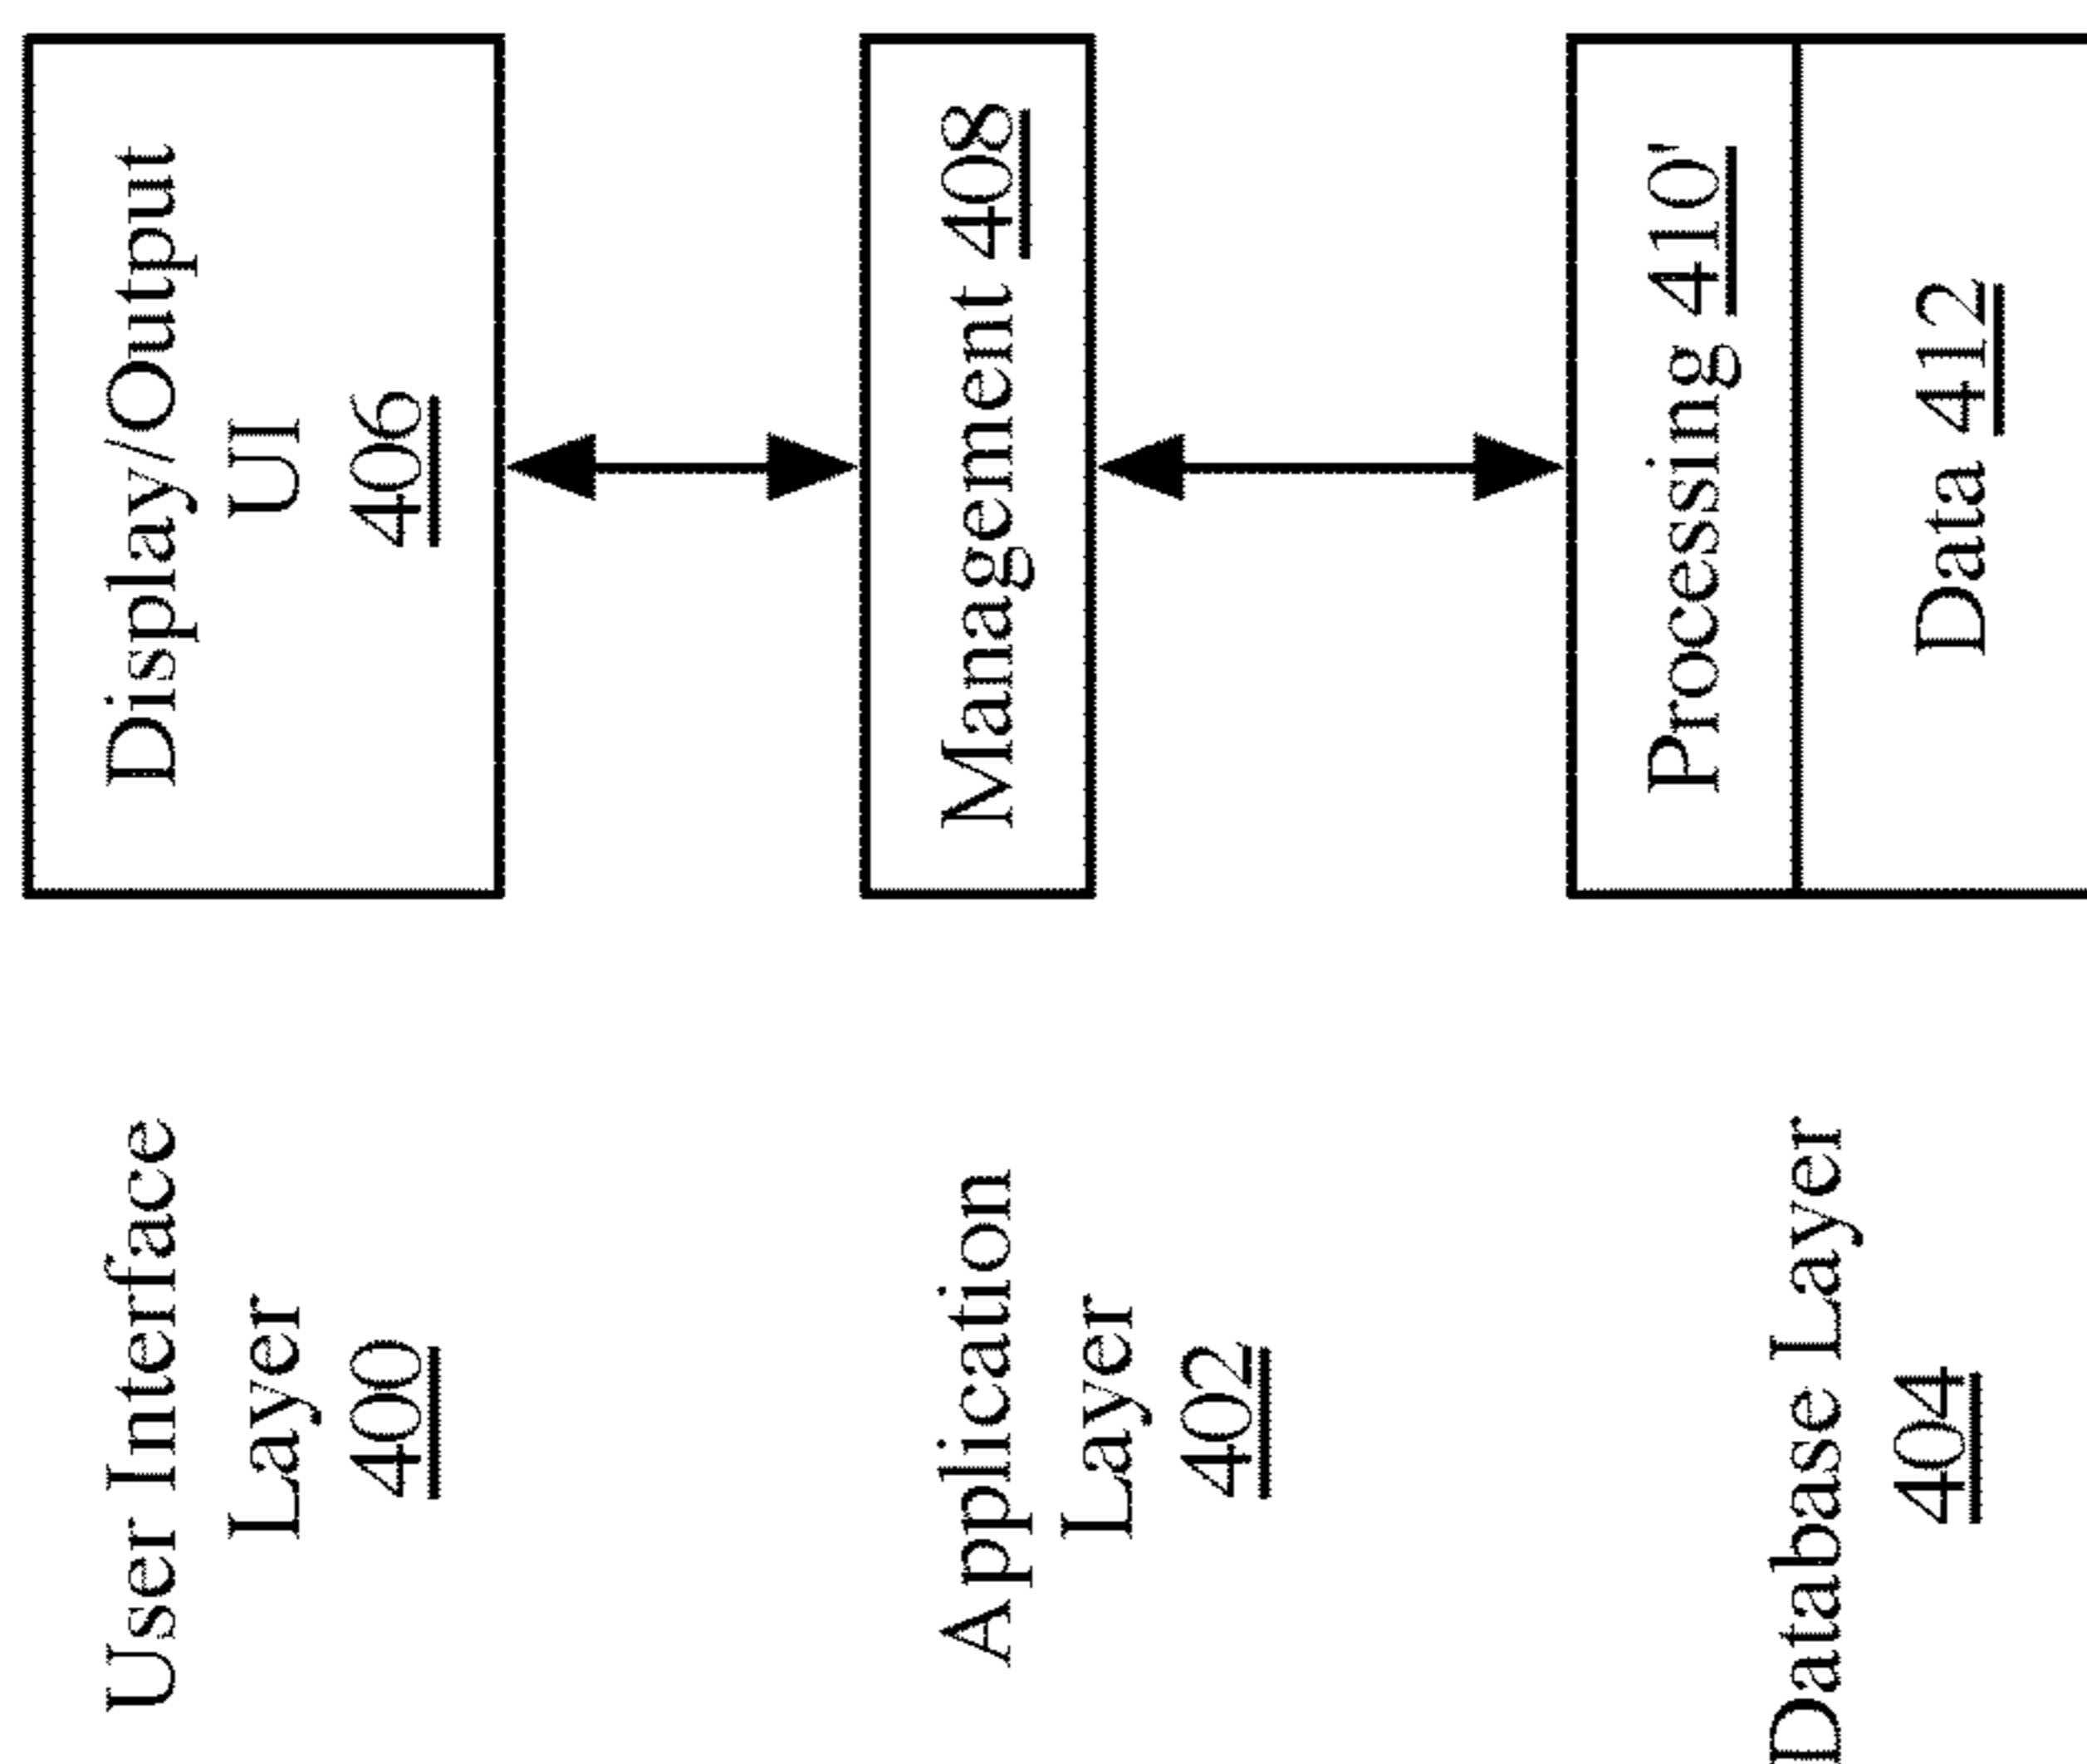 User Interface
Layer
400
Display/Output
UI
406
Application
Layer
402
Management 408
Database Layer
404
Processing 410'
Data 412